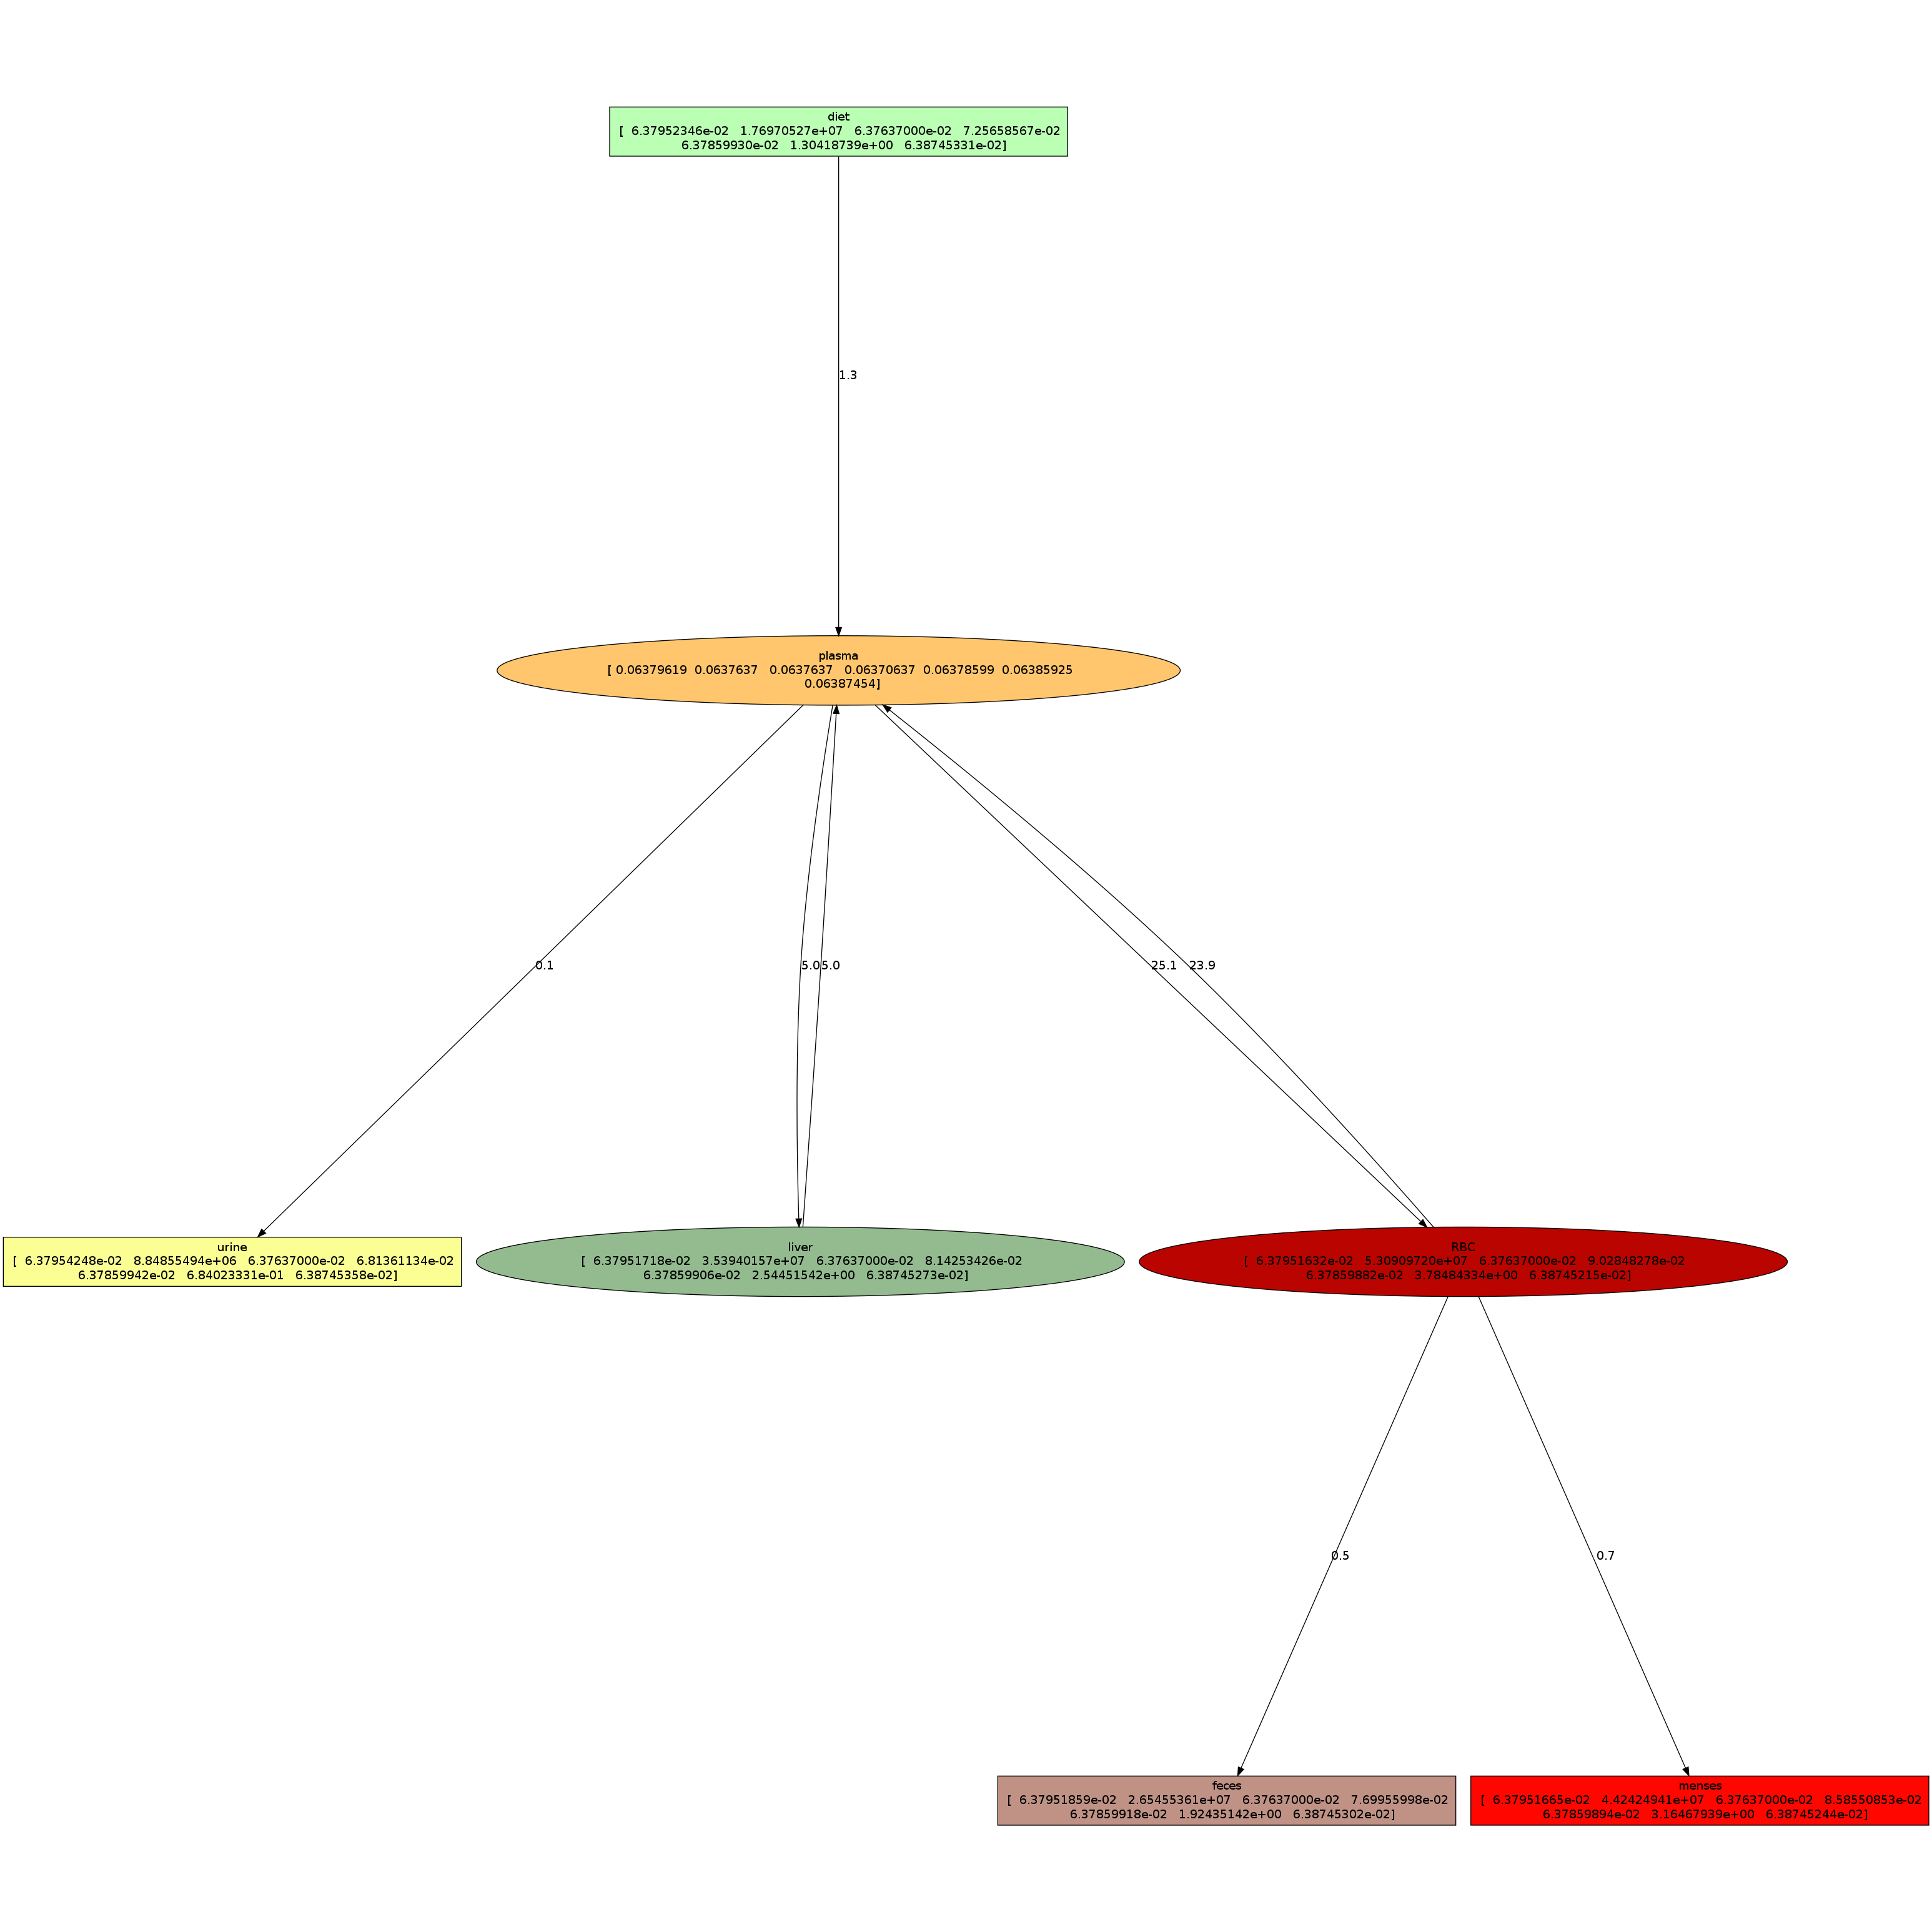 diet
[ 6.37952346e-02 1.76970527e+07 6.37637000e-02 7.25658567e-02
6.37859930e-02 1.30418739e+00 6.38745331e-02]
1.3
plasma
[ 0.06379619 0.0637637 0.0637637 0.06370637 0.06378599 0.06385925
0.06387454]
0.1
5.0
5.0
25.1
23.9
urine
[ 6.37954248e-02 8.84855494e+06 6.37637000e-02 6.81361134e-02
6.37859942e-02 6.84023331e-01 6.38745358e-02]
liver
[ 6.37951718e-02 3.53940157e+07 6.37637000e-02 8.14253426e-02
6.37859906e-02 2.54451542e+00 6.38745273e-02]
RBC
[ 6.37951632e-02 5.30909720e+07 6.37637000e-02 9.02848278e-02
6.37859882e-02 3.78484334e+00 6.38745215e-02]
0.5
0.7
feces
[ 6.37951859e-02 2.65455361e+07 6.37637000e-02 7.69955998e-02
6.37859918e-02 1.92435142e+00 6.38745302e-02]
menses
[ 6.37951665e-02 4.42424941e+07 6.37637000e-02 8.58550853e-02
6.37859894e-02 3.16467939e+00 6.38745244e-02]